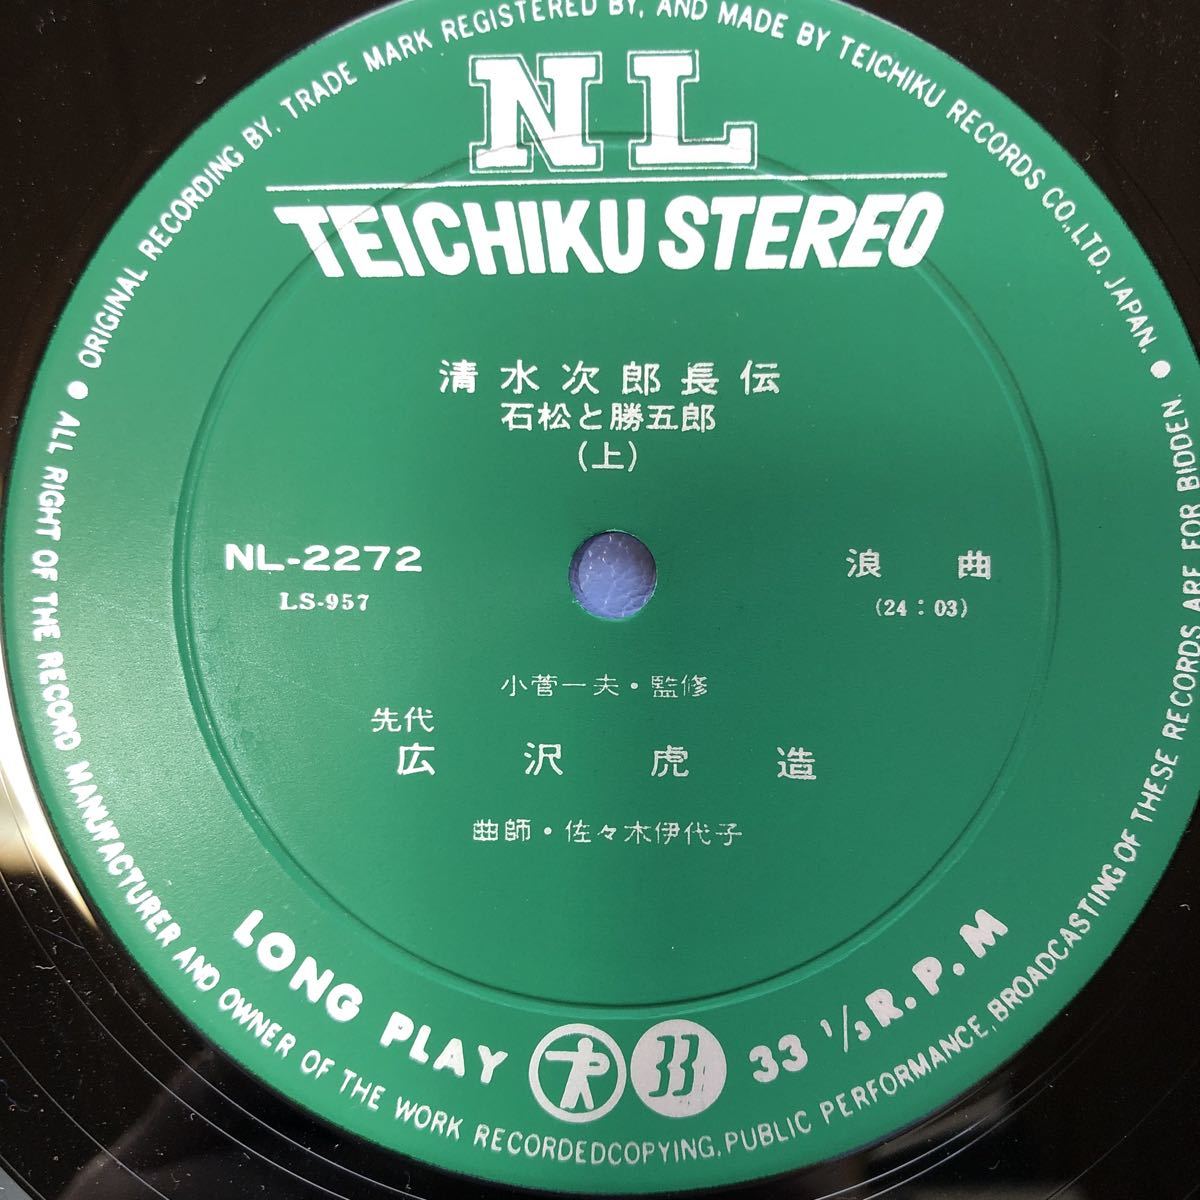 ORIGINAL RECORDING BY, TRADE MARK REGISTERED BY, AND MADE BY TEICHIKU RECORDS CO., LTD. JAPAN.
NL
TEICHIKU STEREO
清水次郎長伝
石松と勝五郎
(上)
NL-2272
LS-957
浪曲
(24:03)
小菅一夫・監修
先代
広沢虎造
曲師・佐々木伊代子
LONG PLAY
33
33 1/3 R.P.M
ALL RIGHT OF THE RECORD MANUFACTURER AND OWNER OF THE WORK RECORDEDCOPYING, PUBLIC PERFORMANCE, BROADCASTING OF THESE RECORDS ARE FOR BIDDEN.